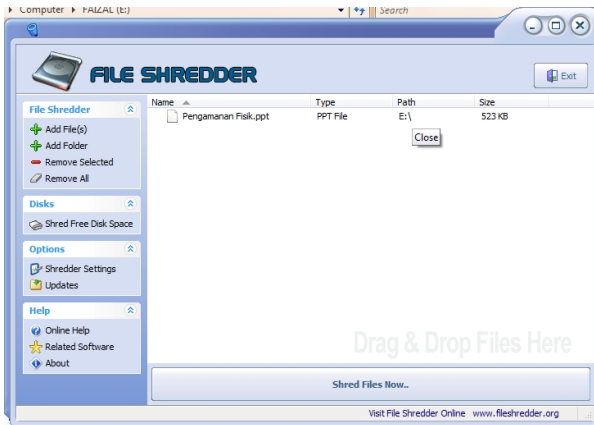 Computer FAIZAL (E:) Search
FILE SHREDDER
Exit
File Shredder
Add File(s)
Add Folder
Remove Selected
Remove All
Disks
Shred Free Disk Space
Options
Shredder Settings
Updates
Help
Online Help
Related Software
About
Name Type Path Size
Pengamanan Fisik.ppt PPT File E:\ 523 KB
Close
Drag & Drop Files Here
Shred Files Now..
Visit File Shredder Online www.fileshredder.org